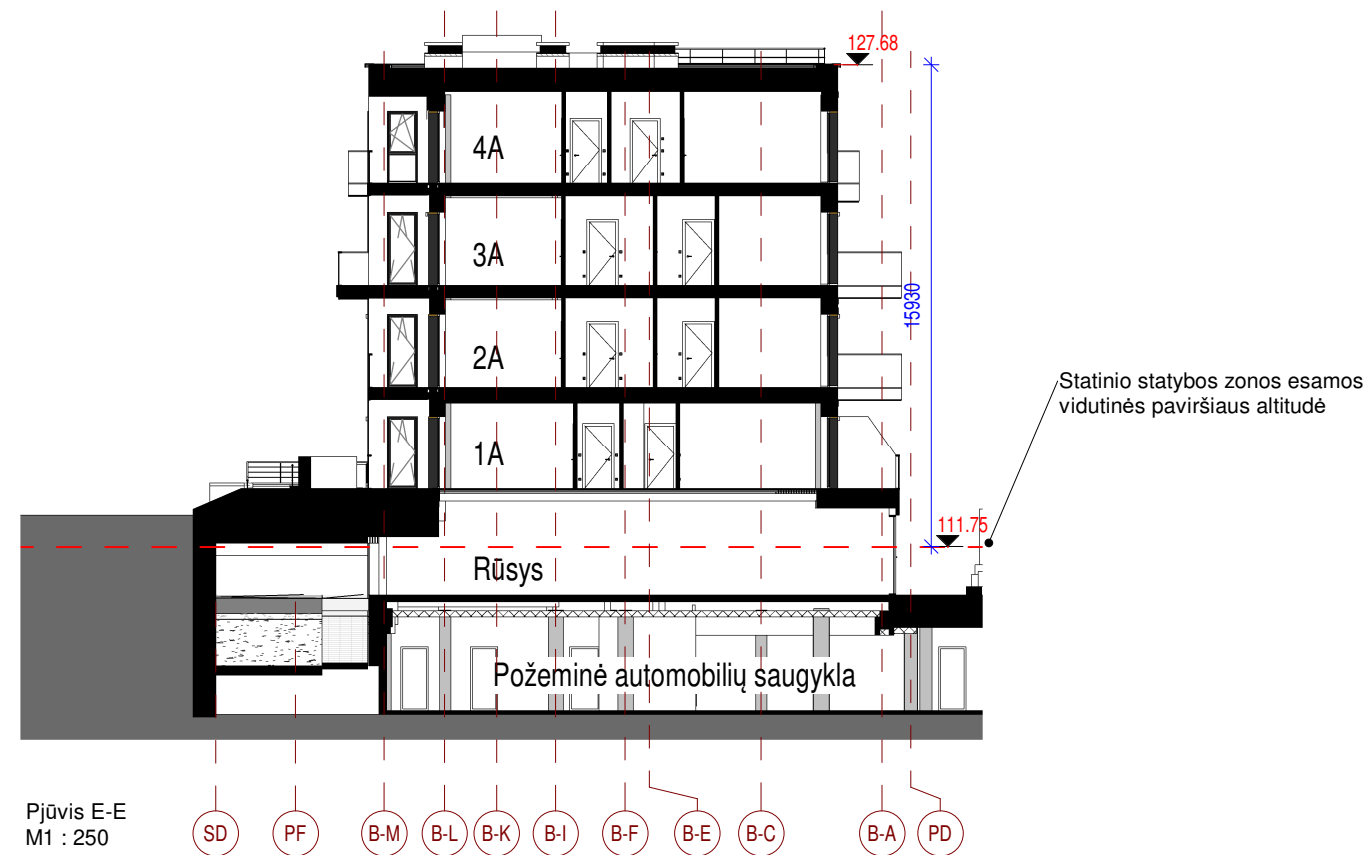 127.68
4A
3A
15930
2A
Statinio statybos zonos esamos
vidutinės paviršiaus altitudė
1A
111.75
Rūsys
Požeminė automobilių saugykla
Pjūvis E-E
M1 : 250
SD PF B-M B-L B-K B-I B-F B-E B-C B-A PD